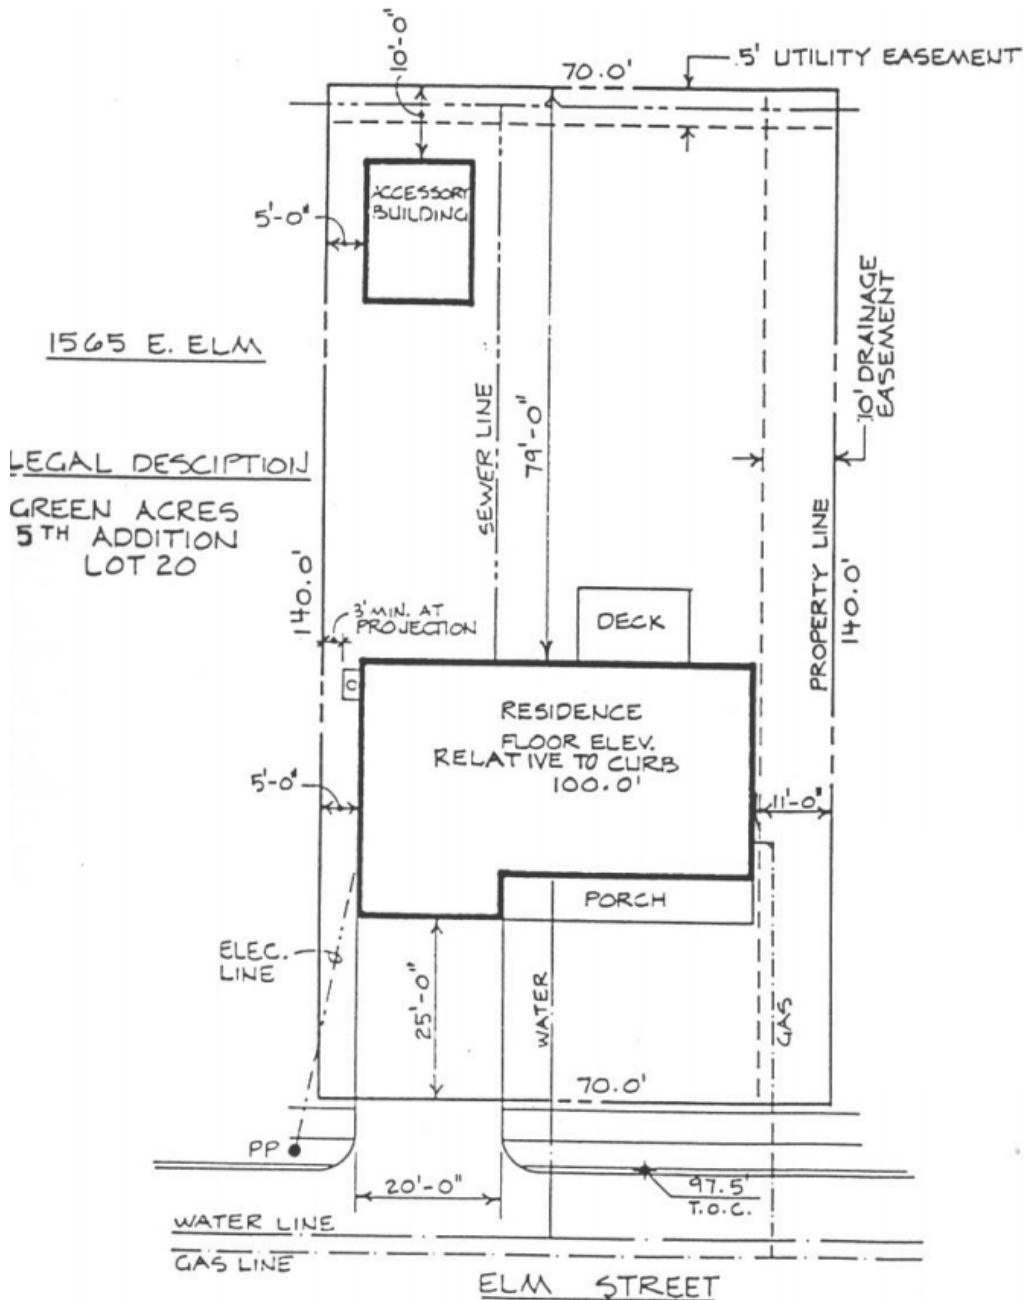 10'-0"
70.0'
5' UTILITY EASEMENT
ACCESSORY
BUILDING
5'-0"
10' DRAINAGE
EASEMENT
1565 E. ELM
SEWER LINE
79'-0"
LEGAL DESCIPTION
GREEN ACRES
5TH ADDITION
LOT 20
140.0'
3' MIN. AT
PROJECTION
DECK
PROPERTY LINE
140.0'
C
RESIDENCE
FLOOR ELEV.
RELATIVE TO CURB
100.0'
5'-0"
11'-0"
PORCH
ELEC.
LINE
25'-0"
WATER
GAS
70.0'
PP
20'-0"
97.5'
T.O.C.
WATER LINE
GAS LINE
ELM STREET